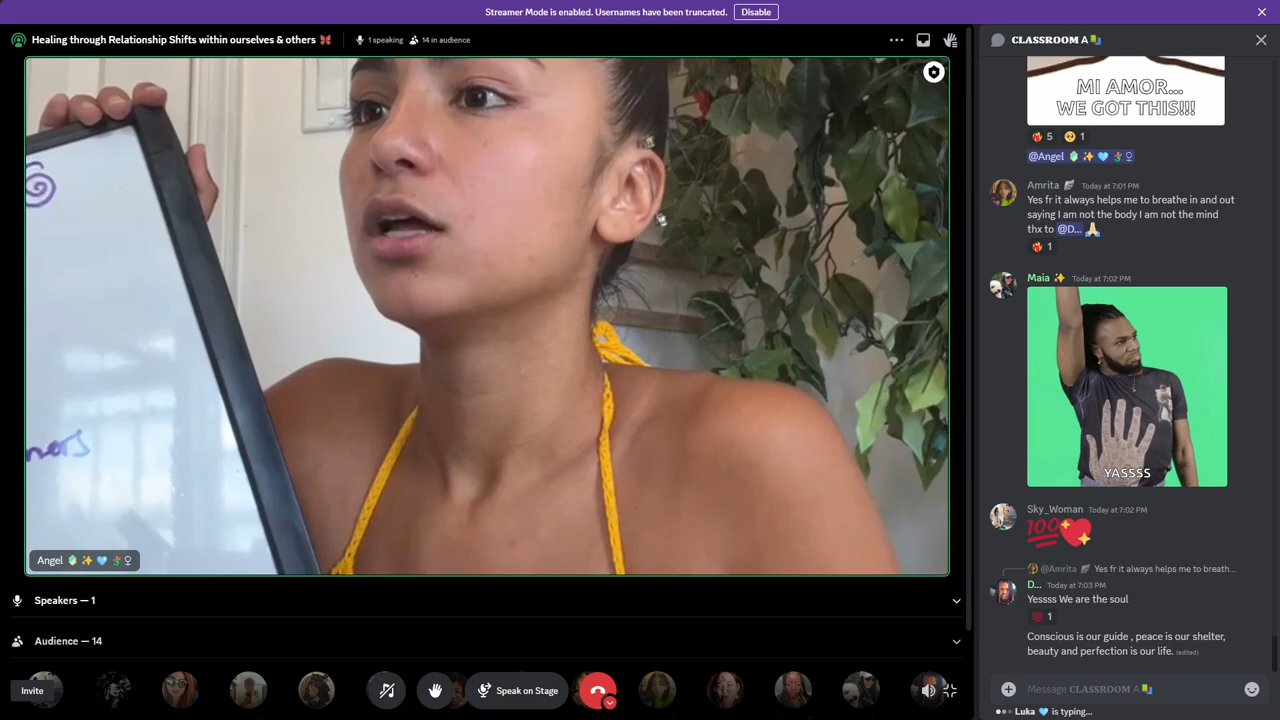 Streamer Mode is enabled. Usernames have been truncated. Disable
Healing through Relationship Shifts within ourselves & others
1 speaking 14 in audience
Angel
Speakers — 1
Audience — 14
Invite
Speak on Stage
CLASSROOM A
MI AMOR...
WE GOT THIS!!!
5 1
@Angel
Amrita Today at 7:01 PM
Yes fr it always helps me to breathe in and out
saying I am not the body I am not the mind
thx to @D...
1
Maia Today at 7:02 PM
YASSSS
Sky_Woman Today at 7:02 PM
100
@Amrita Yes fr it always helps me to breath...
D... Today at 7:03 PM
Yessss We are the soul
1
Conscious is our guide , peace is our shelter,
beauty and perfection is our life. (edited)
Message CLASSROOM A
Luka is typing...